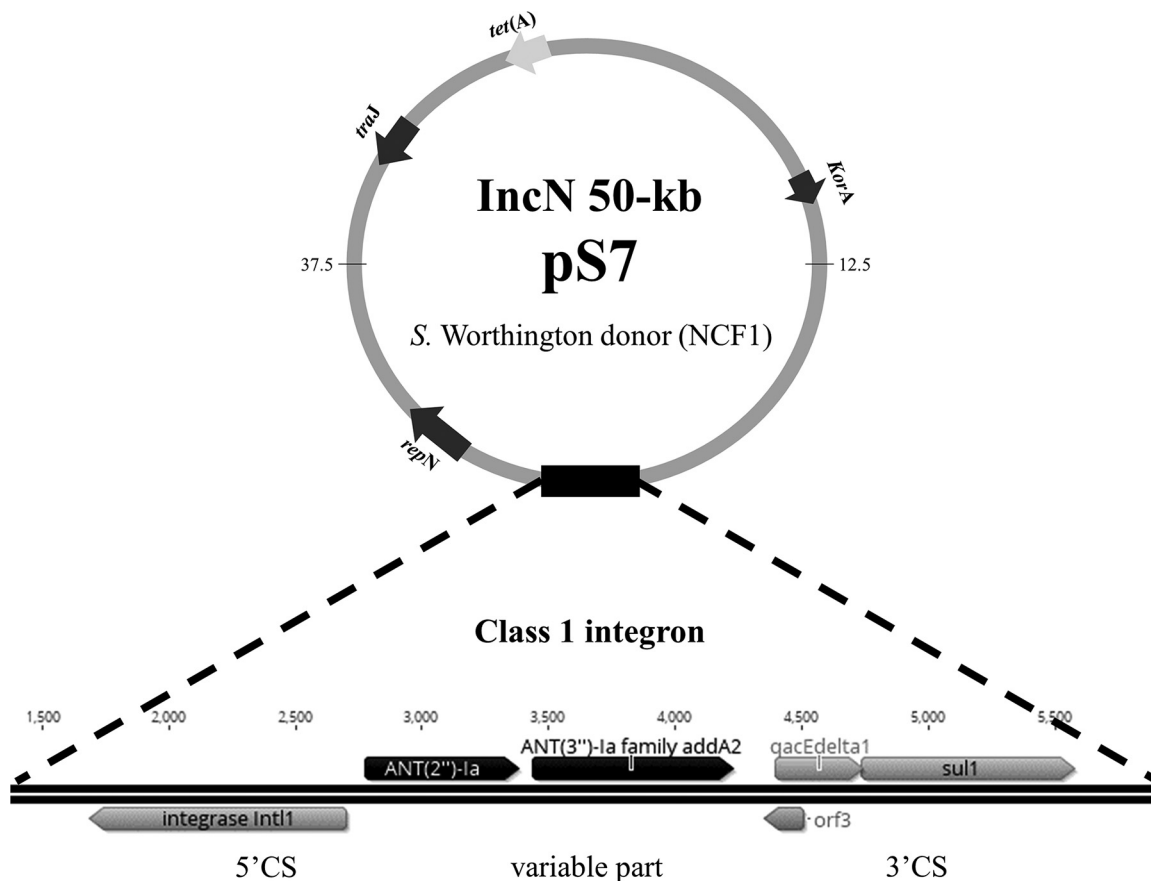 tet(A)
traJ
KorA
IncN 50-kb
pS7
37.5
12.5
S. Worthington donor (NCF1)
repN
Class 1 integron
1,500 2,000 2,500 3,000 3,500 4,000 4,500 5,000 5,500
ANT(3")-Ia family addA2 qacEdelta1
ANT(2")-Ia sul1
integrase IntI1 orf3
5'CS variable part 3'CS